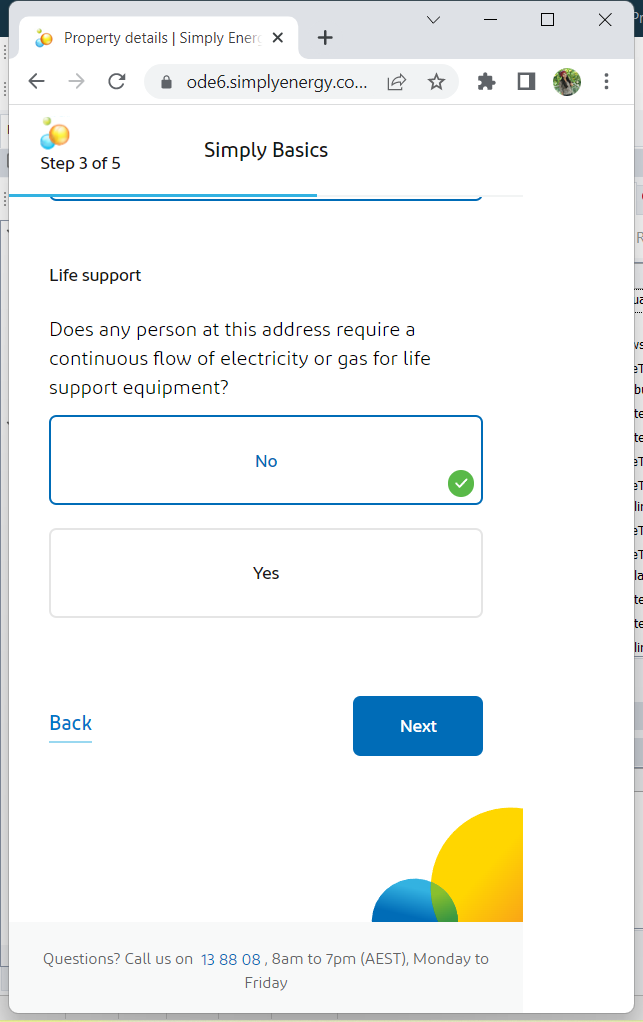 Property details | Simply Energ
ode6.simplyenergy.co...
Step 3 of 5
Simply Basics
Life support
Does any person at this address require a
continuous flow of electricity or gas for life
support equipment?
No
Yes
Back
Next
Questions? Call us on 13 88 08 , 8am to 7pm (AEST), Monday to
Friday